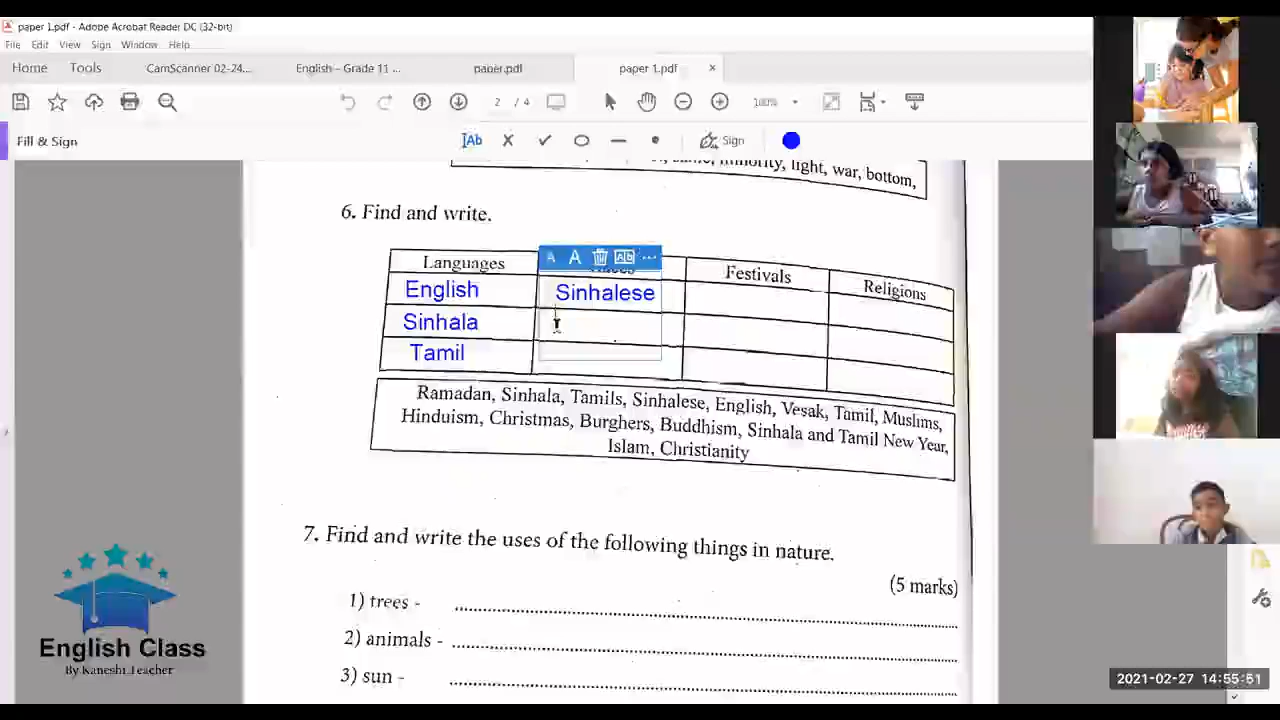 paper 1.pdf - Adobe Acrobat Reader DC (32-bit)
File Edit View Sign Window Help
Home Tools CamScanner 02-24... English – Grade 11 ... paper.pdf paper 1.pdf ×
2 / 4 100%
Fill & Sign Sign
minority, light, war, bottom,
6. Find and write.
Languages Festivals Religions
English Sinhalese
Sinhala T
Tamil
Ramadan, Sinhala, Tamils, Sinhalese, English, Vesak, Tamil, Muslims,
Hinduism, Christmas, Burghers, Buddhism, Sinhala and Tamil New Year,
Islam, Christianity
7. Find and write the uses of the following things in nature.
(5 marks)
1) trees -
2) animals -
3) sun -
English Class
By Kaneshi Teacher
2021-02-27 14:55:51